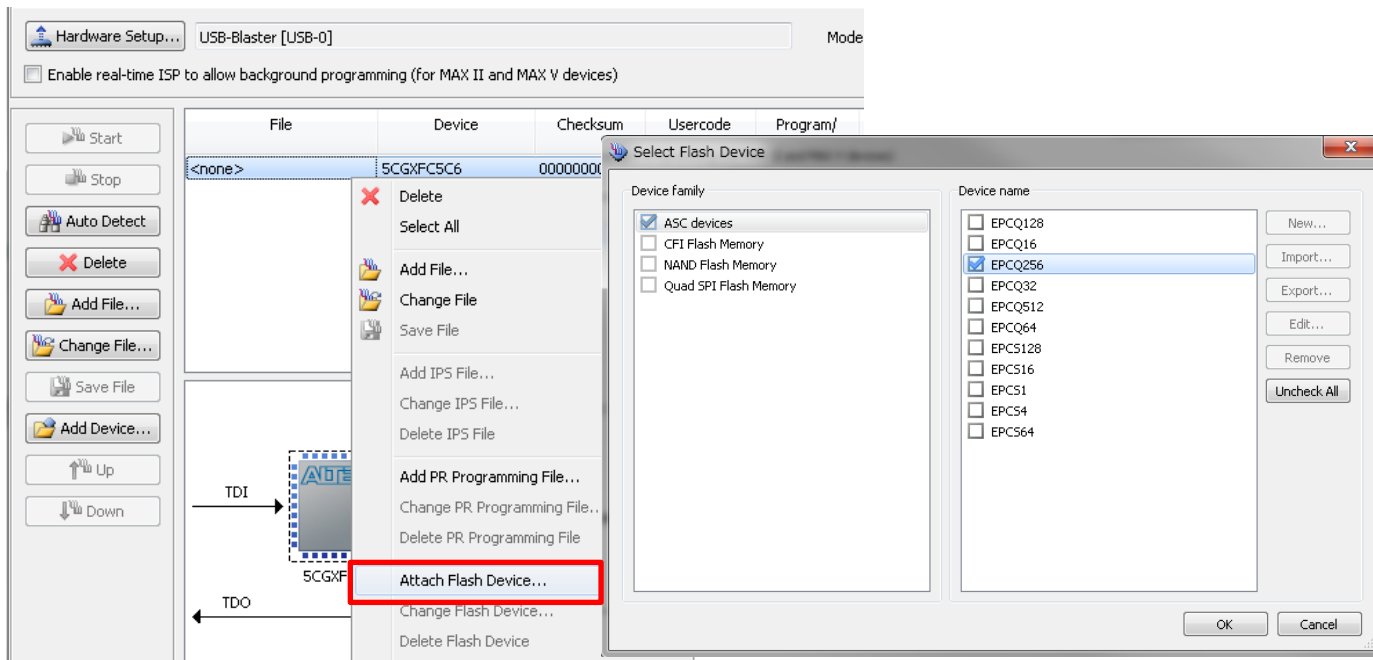 Hardware Setup...
USB-Blaster [USB-0]
Mode
Enable real-time ISP to allow background programming (for MAX II and MAX V devices)
Start
Stop
Auto Detect
Delete
Add File...
Change File...
Save File
Add Device...
Up
Down
File Device Checksum Usercode Program/
<none> 5CGXFC5C6 00000000
TDI
TDO
5CGXF
Delete
Select All
Add File...
Change File
Save File
Add IPS File...
Change IPS File...
Delete IPS File
Add PR Programming File...
Change PR Programming File..
Delete PR Programming File
Attach Flash Device...
Change Flash Device...
Delete Flash Device
Select Flash Device
Device family
ASC devices
CFI Flash Memory
NAND Flash Memory
Quad SPI Flash Memory
Device name
EPCQ128
EPCQ16
EPCQ256
EPCQ32
EPCQ512
EPCQ64
EPCS128
EPCS16
EPCS1
EPCS4
EPCS64
New...
Import...
Export...
Edit...
Remove
Uncheck All
OK
Cancel